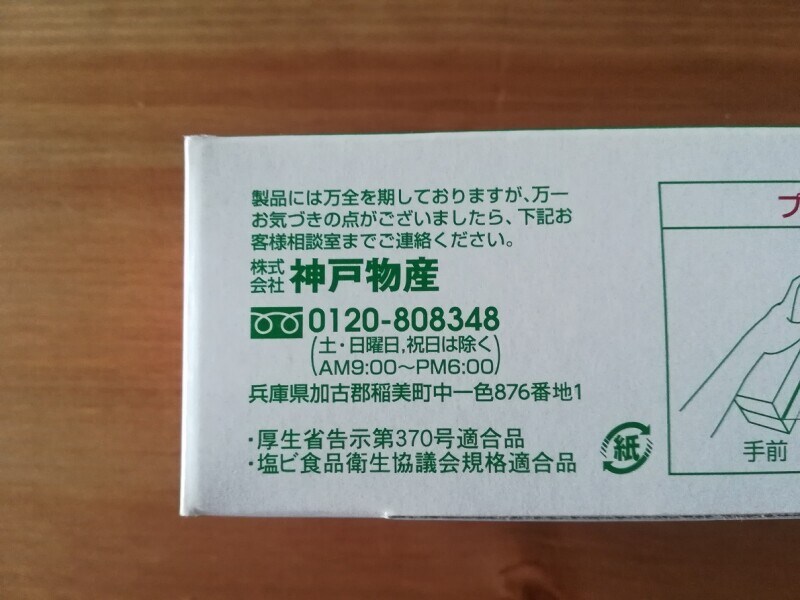 製品には万全を期しておりますが、万一
お気づきの点がございましたら、下記お
客様相談室までご連絡ください。
株式会社 神戸物産
0120-808348
(土・日曜日,祝日は除く
AM9:00〜PM6:00)
兵庫県加古郡稲美町中一色876番地1
・厚生省告示第370号適合品
・塩ビ食品衛生協議会規格適合品
紙
プ
手前